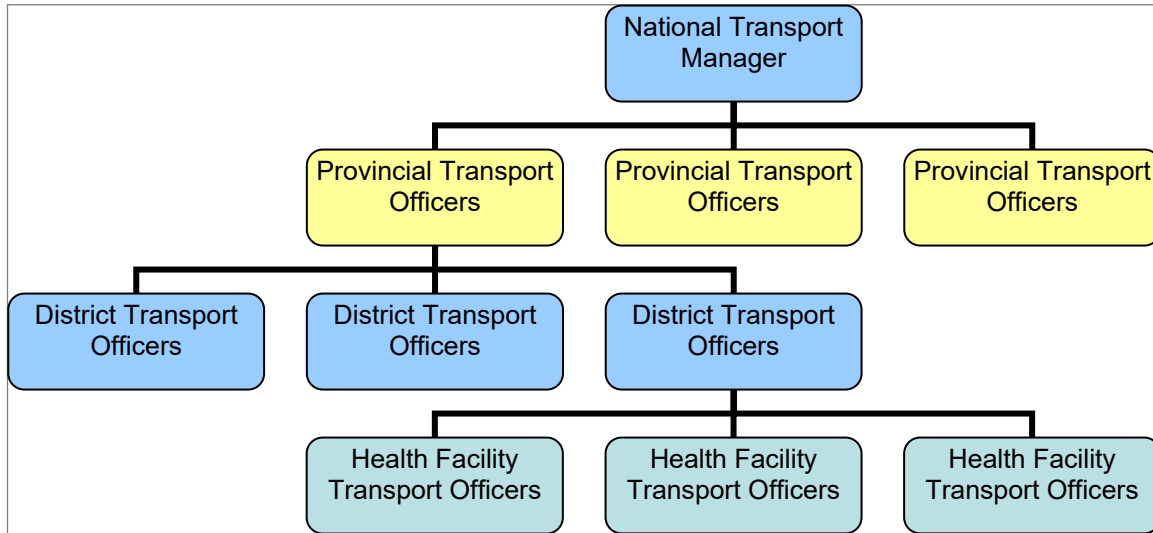 National Transport
Manager
Provincial Transport
Officers
Provincial Transport
Officers
Provincial Transport
Officers
District Transport
Officers
District Transport
Officers
District Transport
Officers
Health Facility
Transport Officers
Health Facility
Transport Officers
Health Facility
Transport Officers